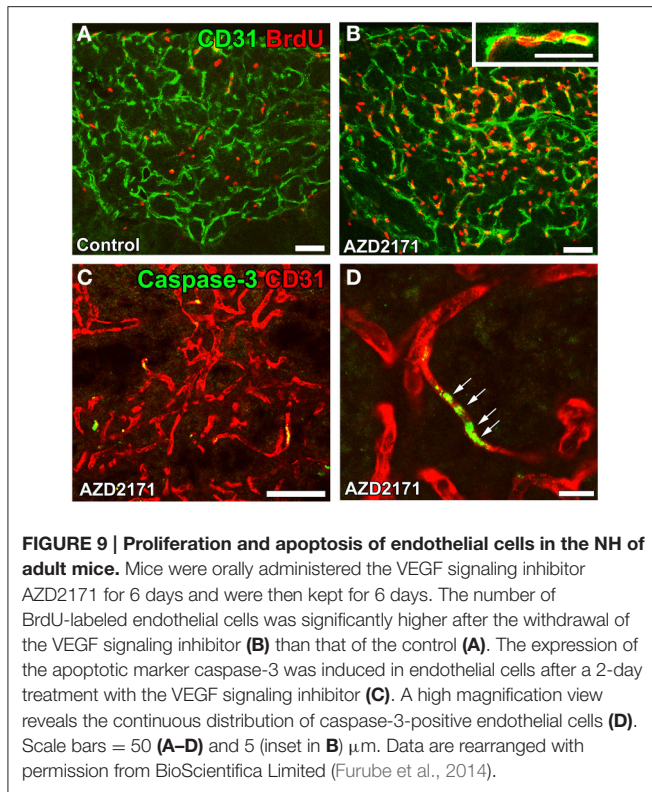 A
CD31 BrdU
Control
B
AZD2171
C
Caspase-3 CD31
AZD2171
D
AZD2171
FIGURE 9 | Proliferation and apoptosis of endothelial cells in the NH of
adult mice. Mice were orally administered the VEGF signaling inhibitor
AZD2171 for 6 days and were then kept for 6 days. The number of
BrdU-labeled endothelial cells was significantly higher after the withdrawal of
the VEGF signaling inhibitor (B) than that of the control (A). The expression of
the apoptotic marker caspase-3 was induced in endothelial cells after a 2-day
treatment with the VEGF signaling inhibitor (C). A high magnification view
reveals the continuous distribution of caspase-3-positive endothelial cells (D).
Scale bars = 50 (A–D) and 5 (inset in B) μm. Data are rearranged with
permission from BioScientifica Limited (Furube et al., 2014).